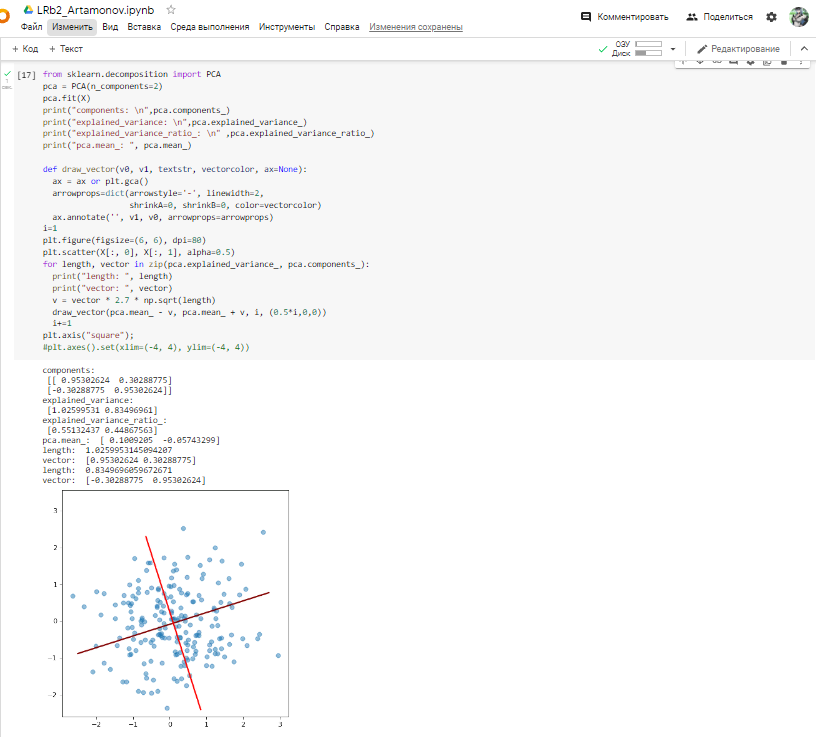 LRb2_Artamonov.ipynb
Файл Изменить Вид Вставка Среда выполнения Инструменты Справка Изменения сохранены
Комментировать Поделиться
+ Код + Текст
ОЗУ
Диск
Редактирование
[17] from sklearn.decomposition import PCA
pca = PCA(n_components=2)
pca.fit(X)
print("components: \n",pca.components_)
print("explained_variance: \n",pca.explained_variance_)
print("explained_variance_ratio_: \n" ,pca.explained_variance_ratio_)
print("pca.mean_: ", pca.mean_)
def draw_vector(v0, v1, textstr, vectorcolor, ax=None):
ax = ax or plt.gca()
arrowprops=dict(arrowstyle='-', linewidth=2,
shrinkA=0, shrinkB=0, color=vectorcolor)
ax.annotate('', v1, v0, arrowprops=arrowprops)
i=1
plt.figure(figsize=(6, 6), dpi=80)
plt.scatter(X[:, 0], X[:, 1], alpha=0.5)
for length, vector in zip(pca.explained_variance_, pca.components_):
print("length: ", length)
print("vector: ", vector)
v = vector * 2.7 * np.sqrt(length)
draw_vector(pca.mean_ - v, pca.mean_ + v, i, (0.5*i,0,0))
i+=1
plt.axis("square");
#plt.axes().set(xlim=(-4, 4), ylim=(-4, 4))
components:
[[ 0.95302624 0.30288775]
[-0.30288775 0.95302624]]
explained_variance:
[1.02599531 0.83496961]
explained_variance_ratio_:
[0.55132437 0.44867563]
pca.mean_: [ 0.1009205 -0.05743299]
length: 1.0259953145094207
vector: [0.95302624 0.30288775]
length: 0.8349696059672671
vector: [-0.30288775 0.95302624]
3
2
1
0
−1
−2
−2 −1 0 1 2 3